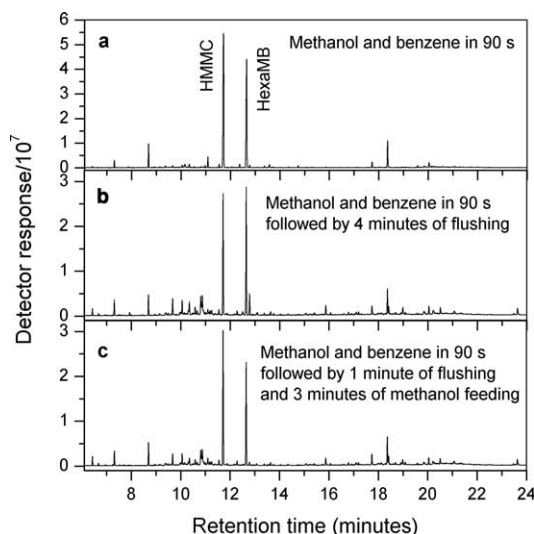 6
5
4
3
2
1
0
a
HMMC
HexaMB
Methanol and benzene in 90 s
3
2
1
0
b
Methanol and benzene in 90 s
followed by 4 minutes of flushing
3
2
1
0
c
Methanol and benzene in 90 s
followed by 1 minute of flushing
and 3 minutes of methanol feeding
Detector response/10^7
8 10 12 14 16 18 20 22 24
Retention time (minutes)